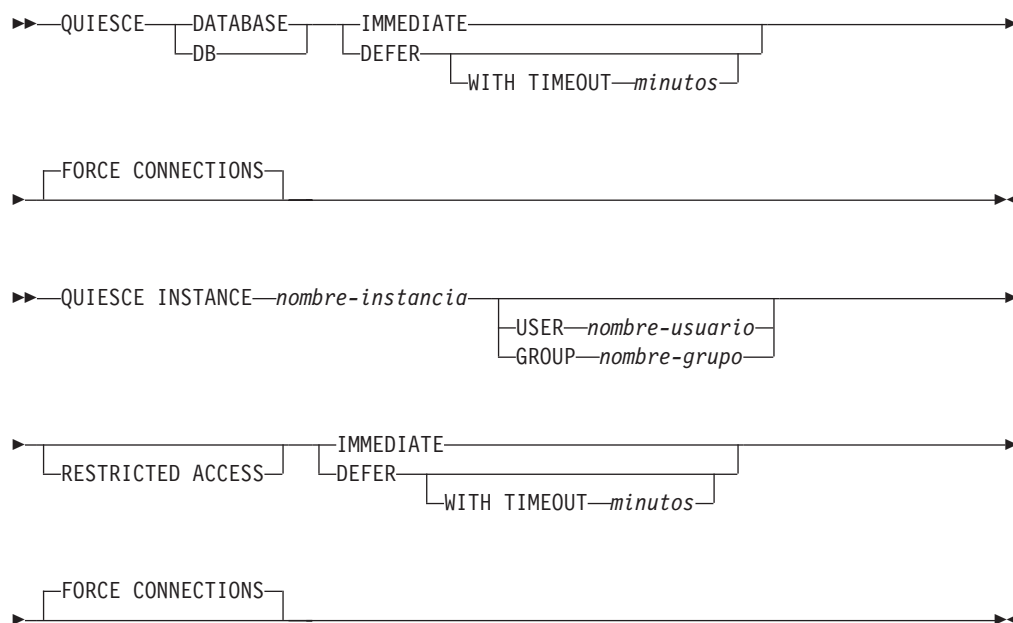 QUIESCE DATABASE IMMEDIATE
DB DEFER
WITH TIMEOUT minutos
FORCE CONNECTIONS
QUIESCE INSTANCE nombre-instancia
USER nombre-usuario
GROUP nombre-grupo
RESTRICTED ACCESS IMMEDIATE
DEFER
WITH TIMEOUT minutos
FORCE CONNECTIONS